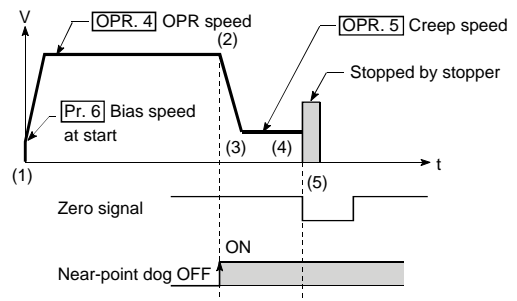 V
OPR. 4 OPR speed
(2)
OPR. 5 Creep speed
Stopped by stopper
Pr. 6 Bias speed
at start
(3)
(4)
t
(1)
(5)
Zero signal
ON
Near-point dog OFF